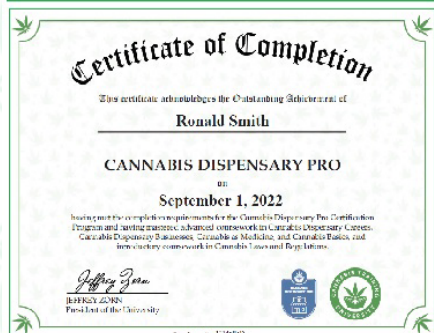 Certificate of Completion
This certificate acknowledges the Outstanding Achievement of
Ronald Smith
CANNABIS DISPENSARY PRO
on
September 1, 2022
having met the completion requirements for the Cannabis Dispensary Pro Certification
Program and having mastered advanced coursework in Cannabis Dispensary Careers,
Cannabis Dispensary Businesses, Cannabis as Medicine, and Cannabis Basics, and
introductory coursework in Cannabis Laws and Regulations.
Jeffrey Zorn
JEFFREY ZORN
President of the University
CANNABIS TRAINING
UNIVERSITY